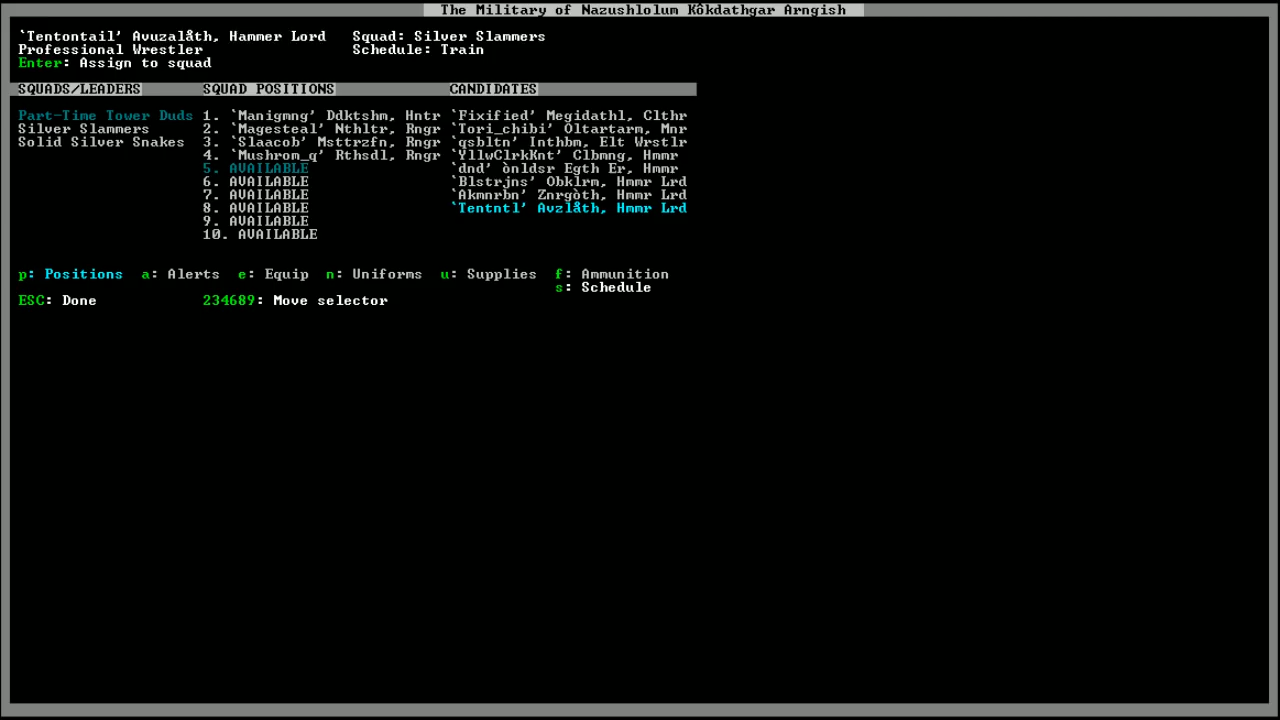 The Military of Nazushlolum Kôkdathgar Arngish
`Tentontail' Avuzalåth, Hammer Lord Squad: Silver Slammers
Professional Wrestler Schedule: Train
Enter: Assign to squad
SQUADS/LEADERS SQUAD POSITIONS CANDIDATES
Part-Time Tower Duds 1. `Manigmng' Ddktshm, Hntr `Fixified' Megidathl, Clthr
Silver Slammers 2. `Magesteal' Nthltr, Rngr `Tori_chibi' Oltartarm, Mnr
Solid Silver Snakes 3. `Slaacob' Msttrzfn, Rngr `qsbltn' Inthbm, Elt Wrstlr
4. `Mushrom_q' Rthsdl, Rngr `YllwClrkKnt' Clbmng, Hmmr
5. AVAILABLE `dnd' ònldsr Egth Er, Hmmr
6. AVAILABLE `Blstrjns' Obklrm, Hmmr Lrd
7. AVAILABLE `Akmnrbn' Znrgòth, Hmmr Lrd
8. AVAILABLE `Tentntl' Avzlåth, Hmmr Lrd
9. AVAILABLE
10. AVAILABLE
p: Positions a: Alerts e: Equip n: Uniforms u: Supplies f: Ammunition
s: Schedule
ESC: Done 234689: Move selector